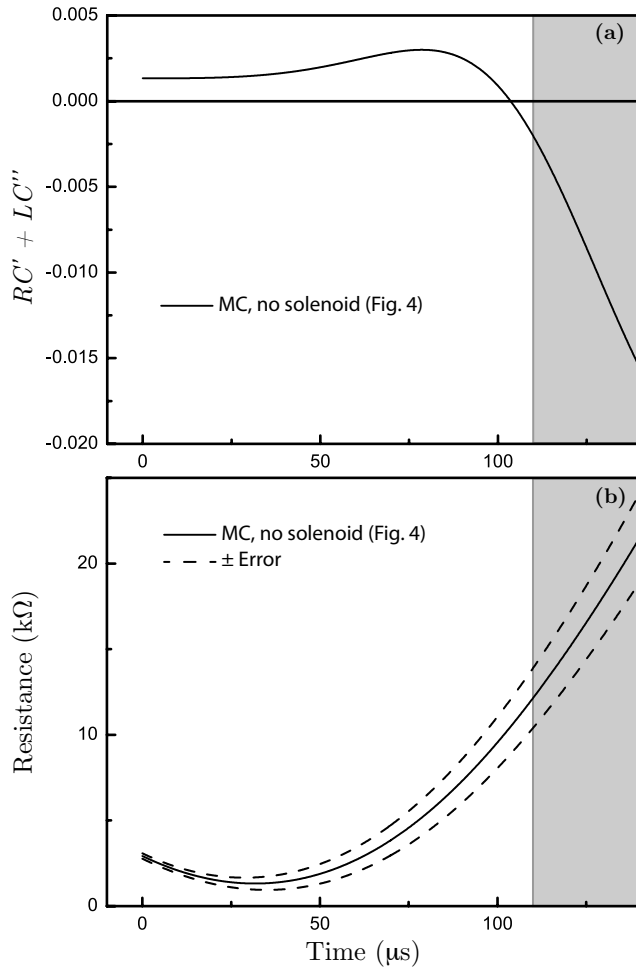 0.005
(a)
0.000
-0.005
-0.010
-0.015
-0.020
RC' + LC''
MC, no solenoid (Fig. 4)
0
50
100
(b)
MC, no solenoid (Fig. 4)
± Error
20
10
0
Resistance (kΩ)
0
50
100
Time (μs)